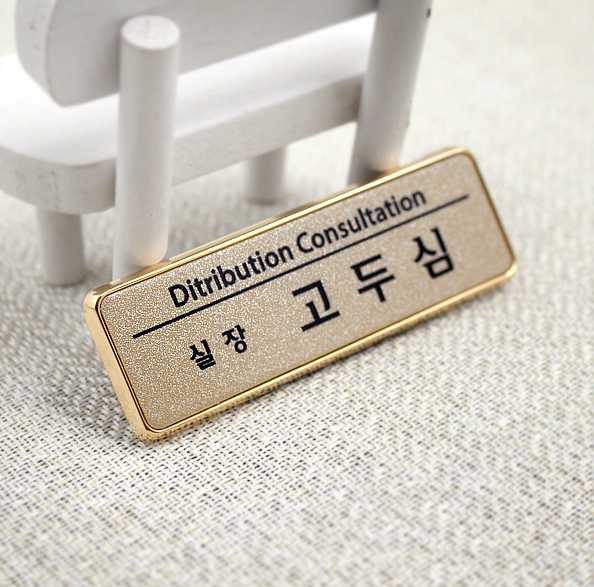 Ditribution Consultation
실장 고두심